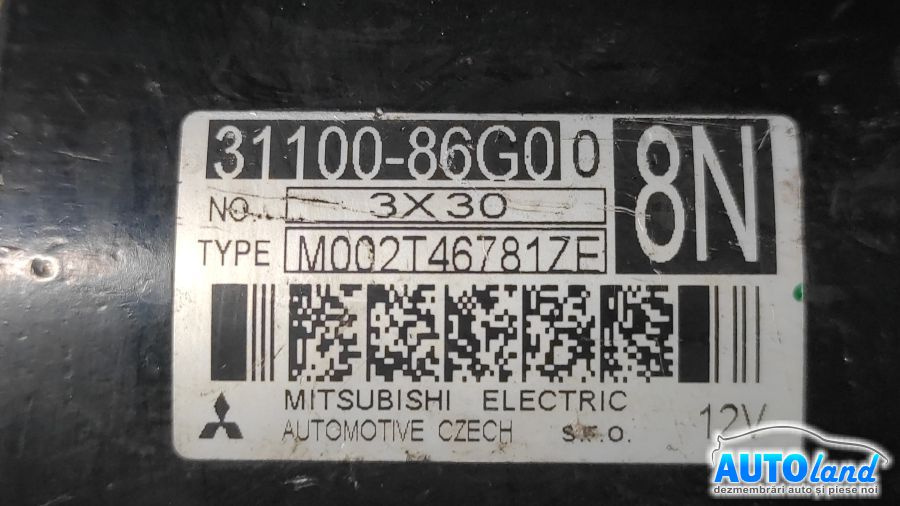 31100-86G00
8N
NO. 3X30
TYPE M002T46781ZE
MITSUBISHI ELECTRIC
AUTOMOTIVE CZECH s.r.o.
12V
AUTOland
dezmembrări auto și piese noi